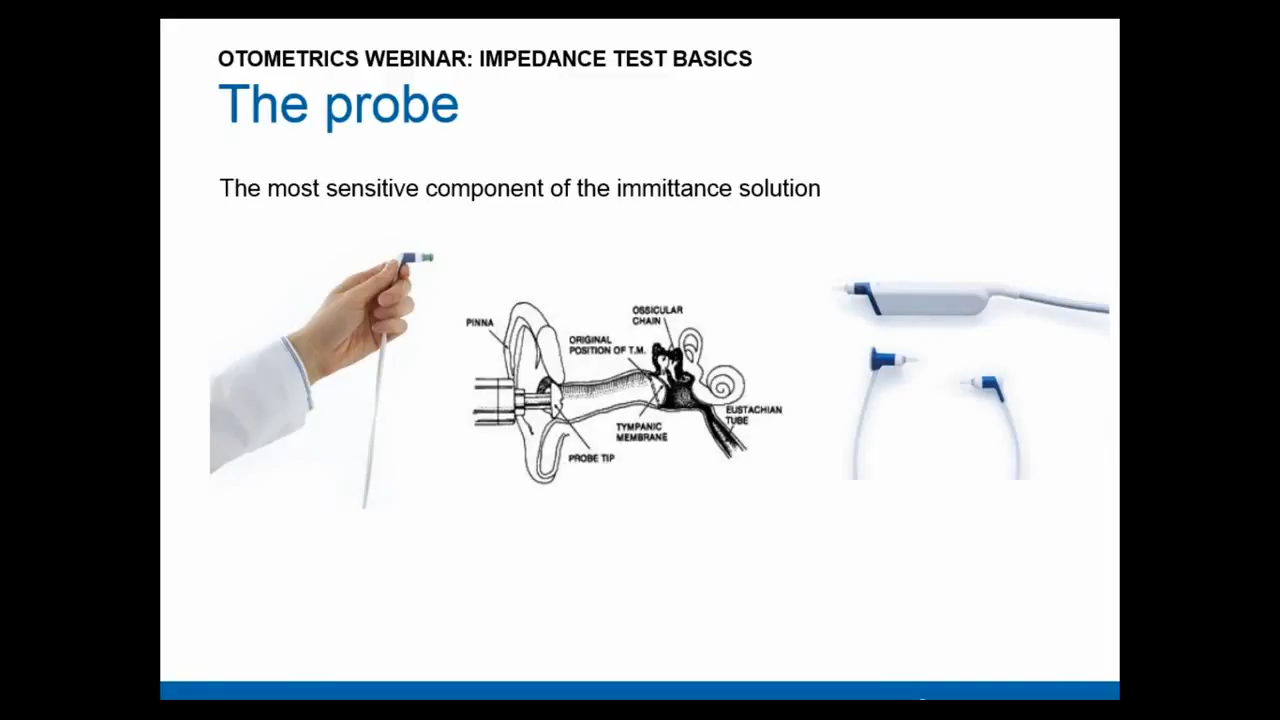 OTOMETRICS WEBINAR: IMPEDANCE TEST BASICS
The probe
The most sensitive component of the immittance solution
PINNA
ORIGINAL
POSITION OF T.M.
OSSICULAR
CHAIN
EUSTACHIAN
TUBE
TYMPANIC
MEMBRANE
PROBE TIP